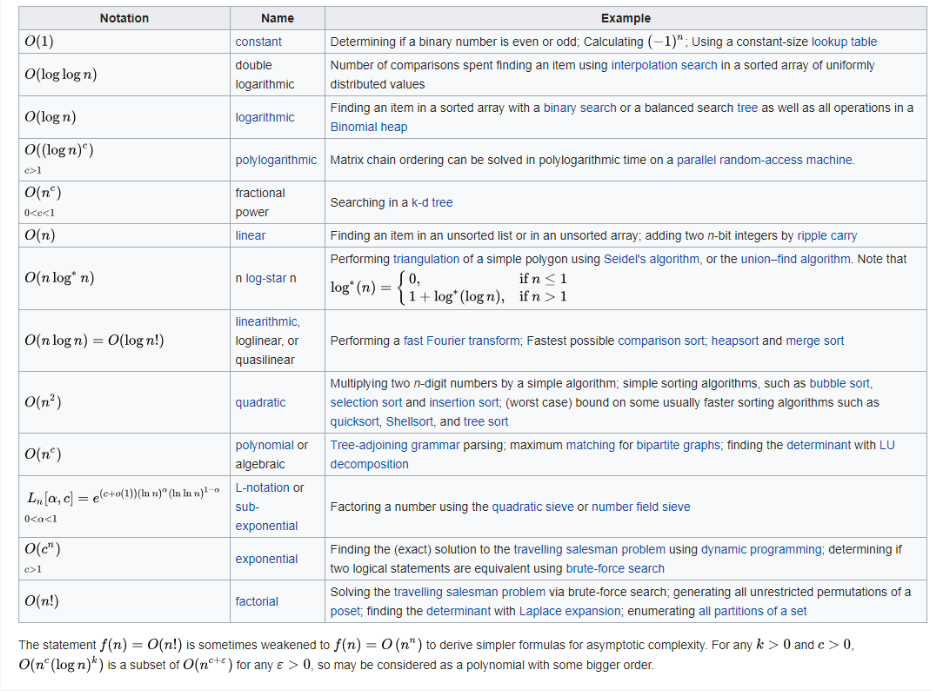 Notation Name Example
O(1) constant Determining if a binary number is even or odd; Calculating (−1)ⁿ; Using a constant-size lookup table
O(log log n) double logarithmic Number of comparisons spent finding an item using interpolation search in a sorted array of uniformly
distributed values
O(log n) logarithmic Finding an item in a sorted array with a binary search or a balanced search tree as well as all operations in a
Binomial heap
O((log n)ᶜ)
c>1
polylogarithmic Matrix chain ordering can be solved in polylogarithmic time on a parallel random-access machine.
O(nᶜ)
0<c<1
fractional
power
Searching in a k-d tree
O(n) linear Finding an item in an unsorted list or in an unsorted array; adding two n-bit integers by ripple carry
O(n log* n) n log-star n Performing triangulation of a simple polygon using Seidel's algorithm, or the union–find algorithm. Note that
log*(n) = { 0, if n ≤ 1
1 + log*(log n), if n > 1
O(n log n) = O(log n!) linearithmic,
loglinear, or
quasilinear
Performing a fast Fourier transform; Fastest possible comparison sort; heapsort and merge sort
O(n²) quadratic Multiplying two n-digit numbers by a simple algorithm; simple sorting algorithms, such as bubble sort,
selection sort and insertion sort; (worst case) bound on some usually faster sorting algorithms such as
quicksort, Shellsort, and tree sort
O(nᶜ) polynomial or
algebraic
Tree-adjoining grammar parsing; maximum matching for bipartite graphs; finding the determinant with LU
decomposition
Lₙ[α, c] = e^{(c+o(1))(ln n)^α (ln ln n)^{1−α}}
0<α<1
L-notation or
sub-
exponential
Factoring a number using the quadratic sieve or number field sieve
O(cⁿ)
c>1
exponential Finding the (exact) solution to the travelling salesman problem using dynamic programming; determining if
two logical statements are equivalent using brute-force search
O(n!) factorial Solving the travelling salesman problem via brute-force search; generating all unrestricted permutations of a
poset; finding the determinant with Laplace expansion; enumerating all partitions of a set
The statement f(n) = O(n!) is sometimes weakened to f(n) = O(nⁿ) to derive simpler formulas for asymptotic complexity. For any k > 0 and c > 0,
O(nᶜ(log n)ᵏ) is a subset of O(n^{c+ε}) for any ε > 0, so may be considered as a polynomial with some bigger order.